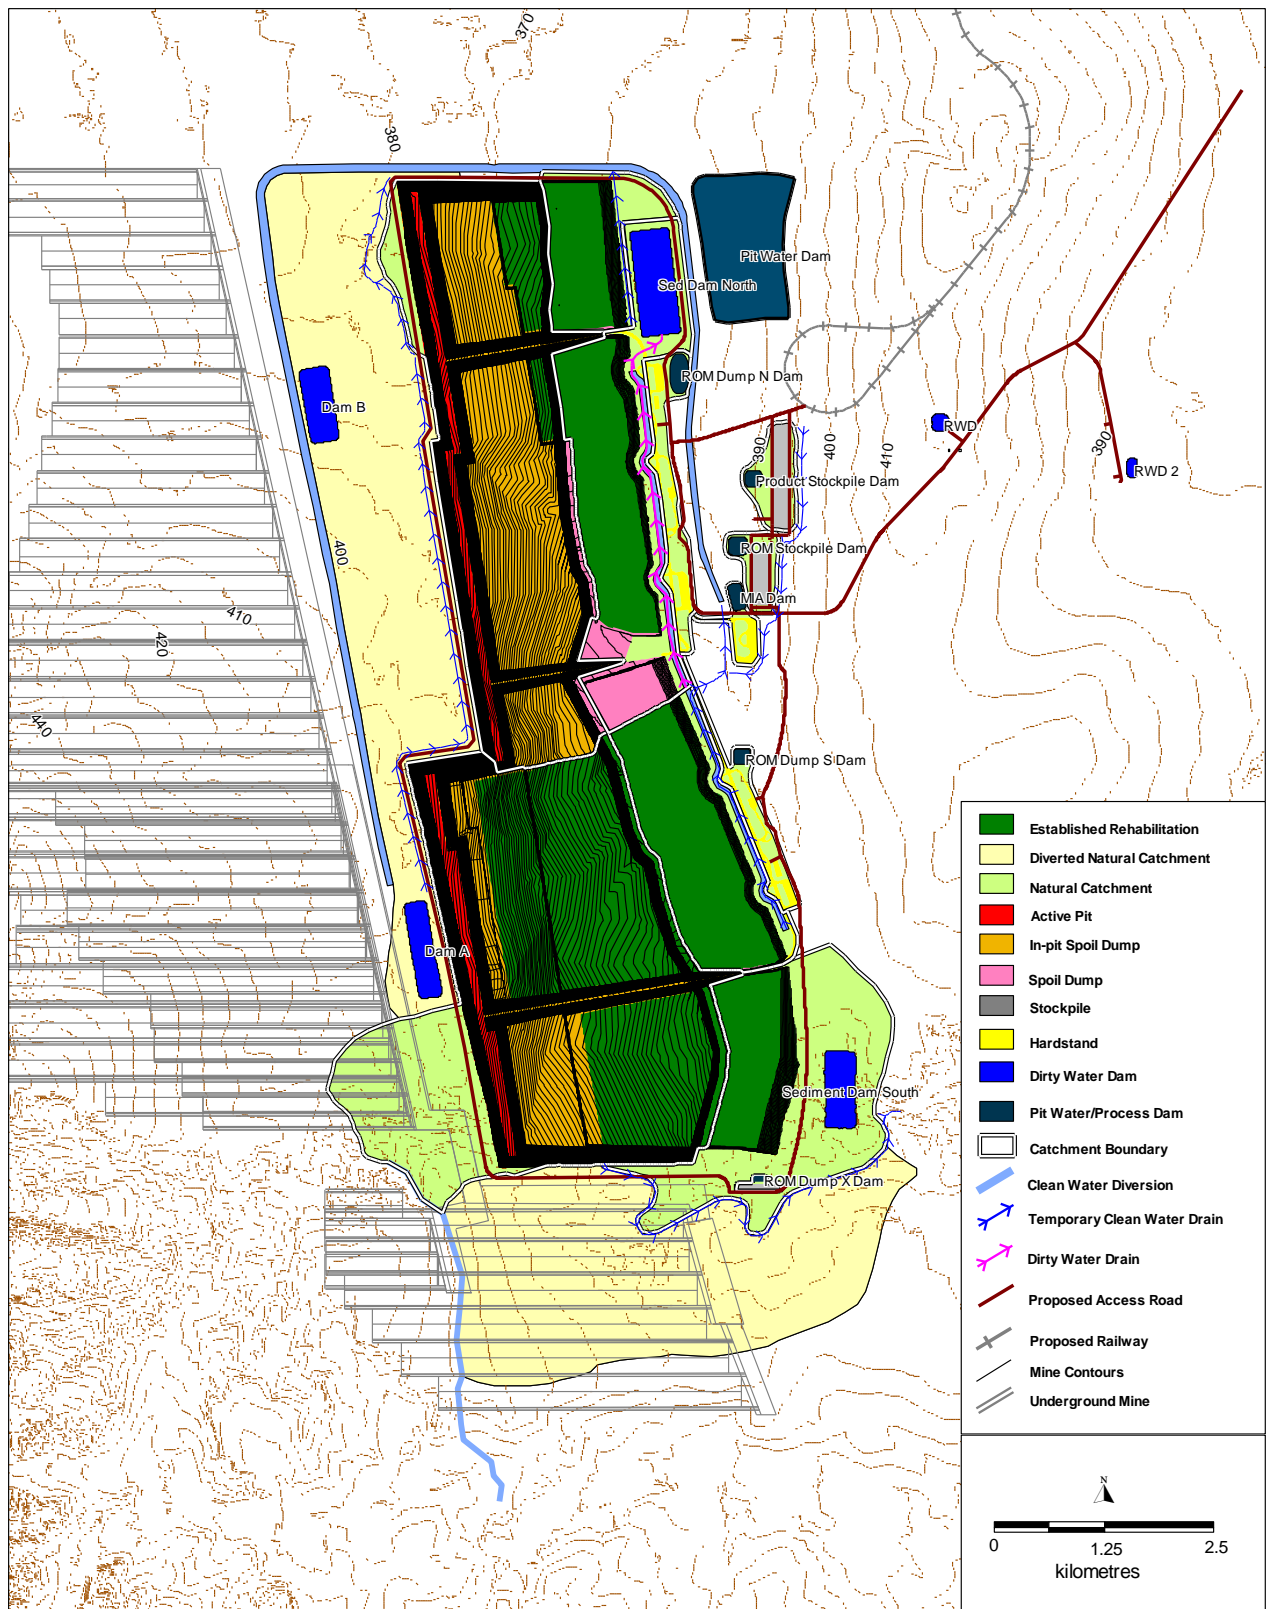 370
380
Pit Water Dam
Sed Dam North
ROM Dump N Dam
Dam B
RWD
390
400
410
390
RWD 2
Product Stockpile Dam
400
ROM Stockpile Dam
MIA Dam
410
420
440
ROM Dump S Dam
Dam A
Sediment Dam South
ROM Dump X Dam
Established Rehabilitation
Diverted Natural Catchment
Natural Catchment
Active Pit
In-pit Spoil Dump
Spoil Dump
Stockpile
Hardstand
Dirty Water Dam
Pit Water/Process Dam
Catchment Boundary
Clean Water Diversion
Temporary Clean Water Drain
Dirty Water Drain
Proposed Access Road
Proposed Railway
Mine Contours
Underground Mine
N
0 1.25 2.5
kilometres